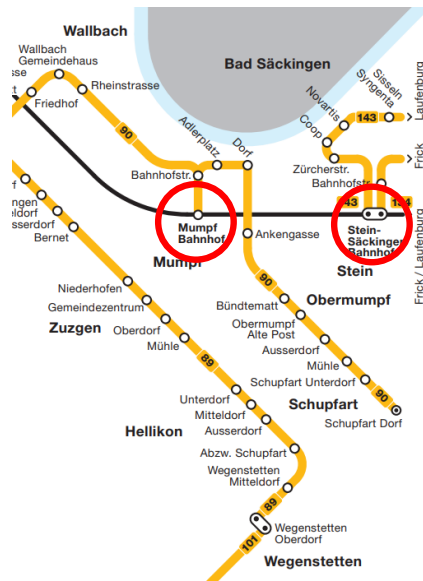 Wallbach
Wallbach
Gemeindehaus
Rheinstrasse
Friedhof
90
Bad Säckingen
Sisseln
Syngenta
Novartis
143
Coop
Laufenburg
Adlerplatz
Dorf
Bahnhofstr.
Zürcherstr.
Bahnhofstr.
Frick
Mumpf
Bahnhof
Mumpf
Stein-
Säckingen
Bahnhof
Stein
Frick / Laufenburg
Ankengasse
Bernet
90
Obermumpf
Bündtematt
Obermumpf
Alte Post
Ausserdorf
Mühle
Schupfart Unterdorf
90
Schupfart
Schupfart Dorf
Niederhofen
Gemeindezentrum
Zuzgen
Oberdorf
Mühle
89
Unterdorf
Mitteldorf
Hellikon
Ausserdorf
Abzw. Schupfart
Wegenstetten
Mitteldorf
89
Wegenstetten
Oberdorf
101
Wegenstetten